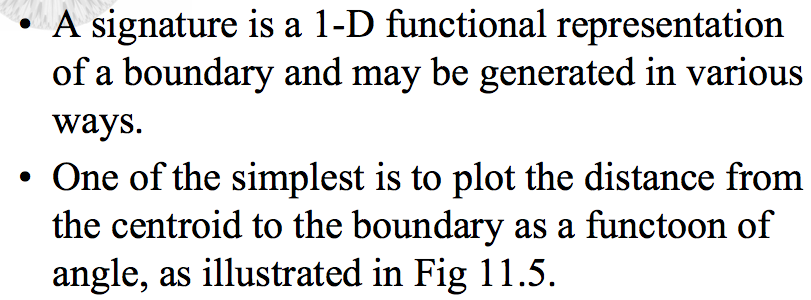 • A signature is a 1-D functional representation
of a boundary and may be generated in various
ways.
• One of the simplest is to plot the distance from
the centroid to the boundary as a functoon of
angle, as illustrated in Fig 11.5.